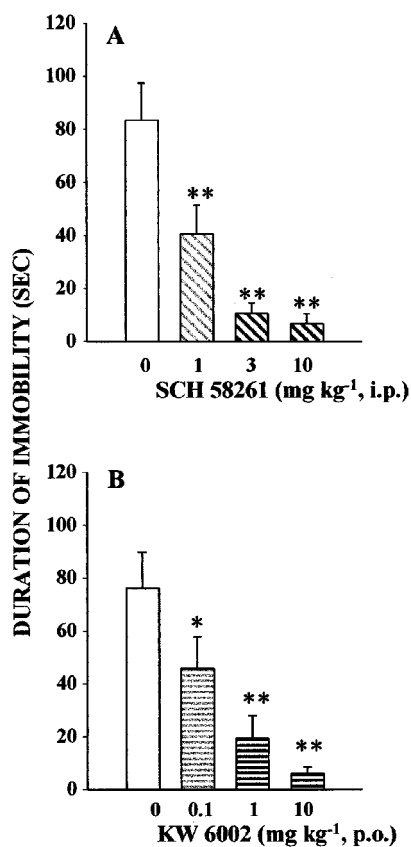 DURATION OF IMMOBILITY (SEC)
A
120
100
80
60
40
20
0
**
**
**
0 1 3 10
SCH 58261 (mg kg-1, i.p.)
B
120
100
80
60
40
20
0
*
**
**
0 0.1 1 10
KW 6002 (mg kg-1, p.o.)